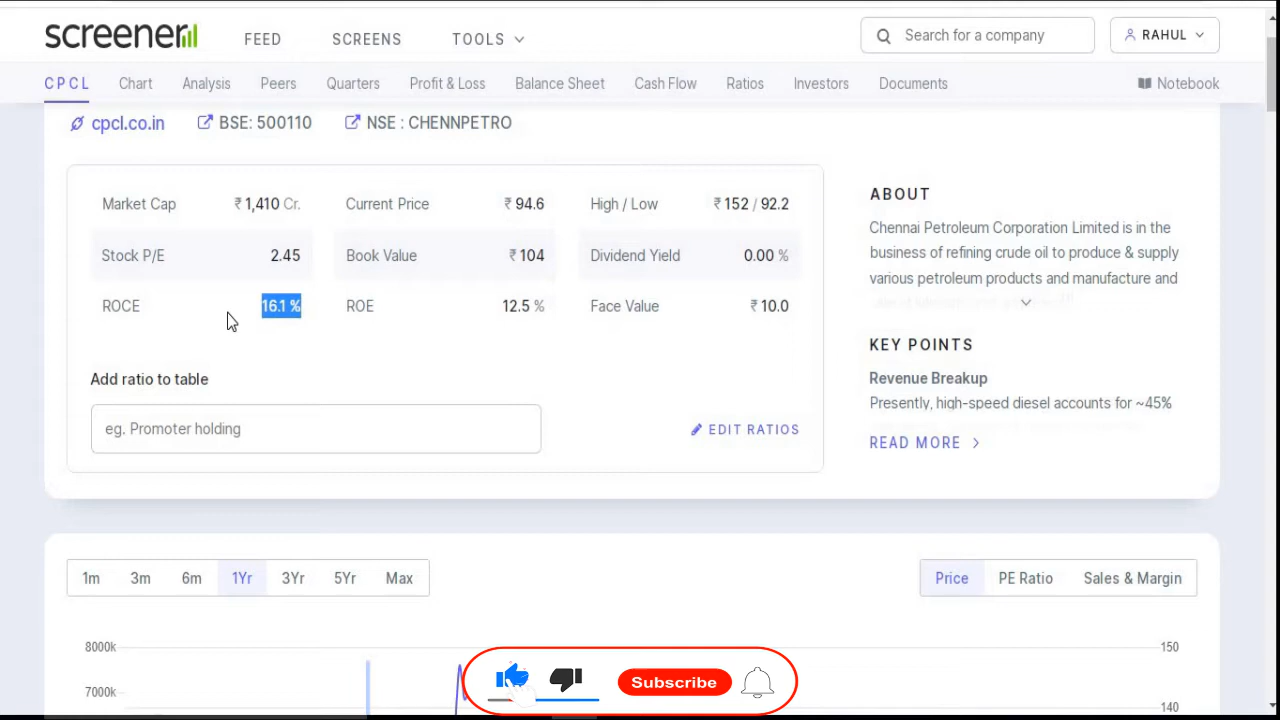 screener
FEED
SCREENS
TOOLS
Search for a company
RAHUL
CPCL
Chart
Analysis
Peers
Quarters
Profit & Loss
Balance Sheet
Cash Flow
Ratios
Investors
Documents
Notebook
cpcl.co.in
BSE: 500110
NSE : CHENNPETRO
Market Cap ₹ 1,410 Cr.
Current Price ₹ 94.6
High / Low ₹ 152 / 92.2
Stock P/E 2.45
Book Value ₹ 104
Dividend Yield 0.00 %
ROCE 16.1 %
ROE 12.5 %
Face Value ₹ 10.0
Add ratio to table
eg. Promoter holding
EDIT RATIOS
ABOUT
Chennai Petroleum Corporation Limited is in the
business of refining crude oil to produce & supply
various petroleum products and manufacture and
KEY POINTS
Revenue Breakup
Presently, high-speed diesel accounts for ~45%
READ MORE
1m
3m
6m
1Yr
3Yr
5Yr
Max
Price
PE Ratio
Sales & Margin
8000k
150
7000k
140
Subscribe